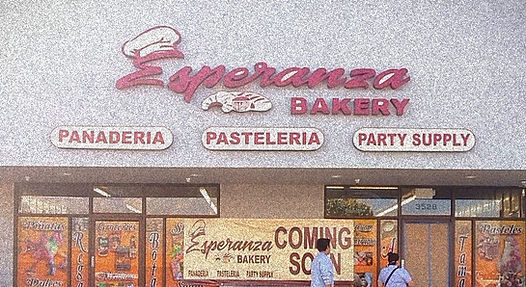 Esperanza
BAKERY
PANADERIA
PASTELERIA
PARTY SUPPLY
3528
Esperanza
BAKERY
COMING
SOON
PANADERIA PASTELERIA PARTY SUPPLY